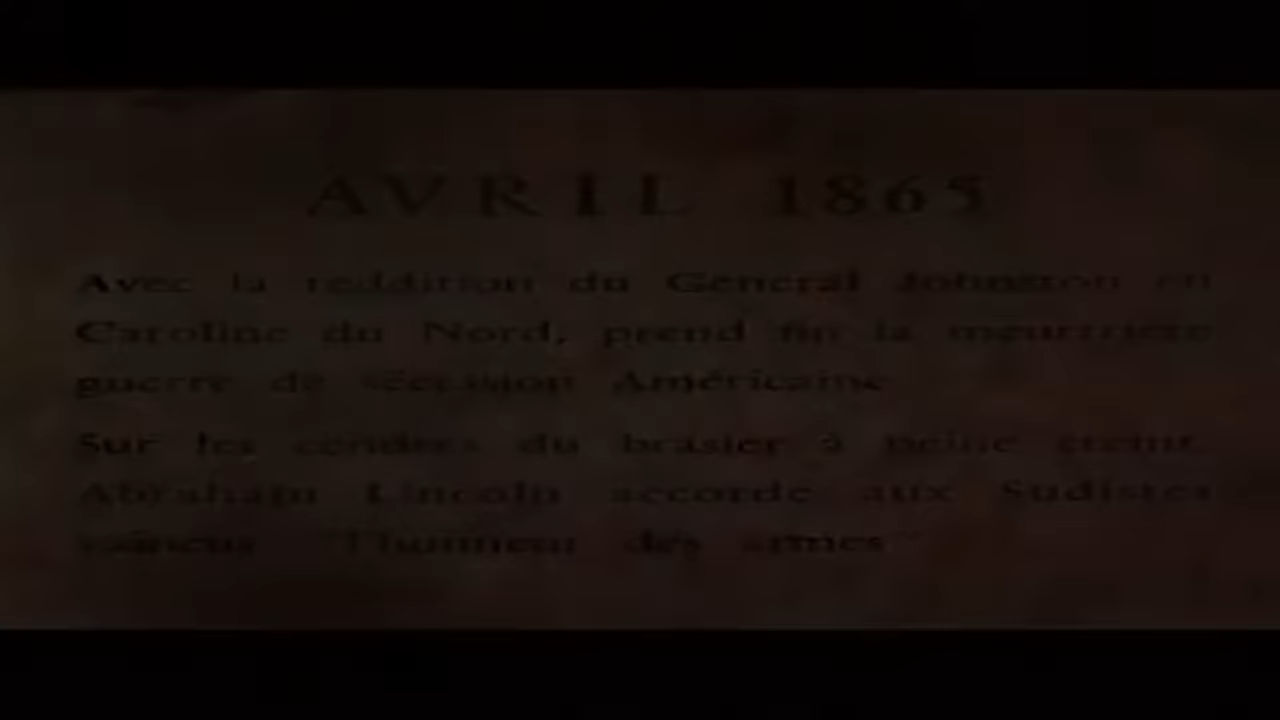 AVRIL 1865
Avec la reddition du General Johnston en
Caroline du Nord, prend fin la meurtrière
guerre de sécession Américaine
Sur les cendres du brasier à peine éteint
Abraham Lincoln accorde aux Sudistes
vaincus "l'honneur des armes"